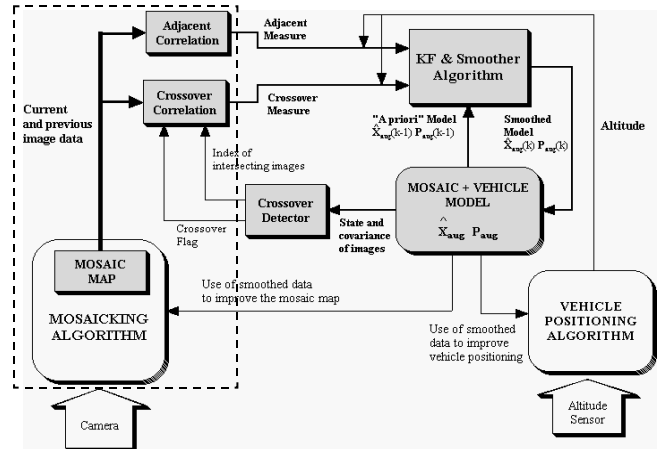 Adjacent
Correlation
Adjacent
Measure
KF & Smoother
Algorithm
Crossover
Correlation
Crossover
Measure
Current
and previous
image data
"A priori" Model
X̂aug(k-1) Paug(k-1)
Smoothed
Model
X̂aug(k) Paug(k)
Altitude
Index of
intersecting images
Crossover
Detector
Crossover
Flag
State and
covariance
of images
MOSAIC + VEHICLE
MODEL
X̂aug Paug
MOSAIC
MAP
MOSAICKING
ALGORITHM
Use of smoothed data
to improve the mosaic map
Use of smoothed
data to improve
vehicle positioning
VEHICLE
POSITIONING
ALGORITHM
Camera
Altitude
Sensor